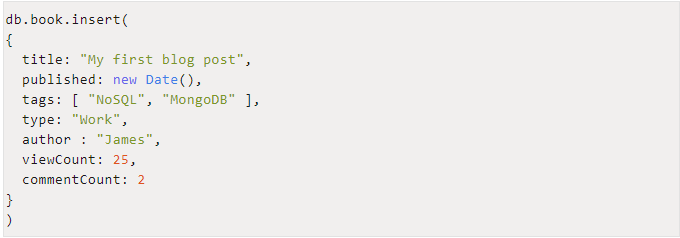 db.book.insert(
{
  title: "My first blog post",
  published: new Date(),
  tags: [ "NoSQL", "MongoDB" ],
  type: "Work",
  author : "James",
  viewCount: 25,
  commentCount: 2
}
)